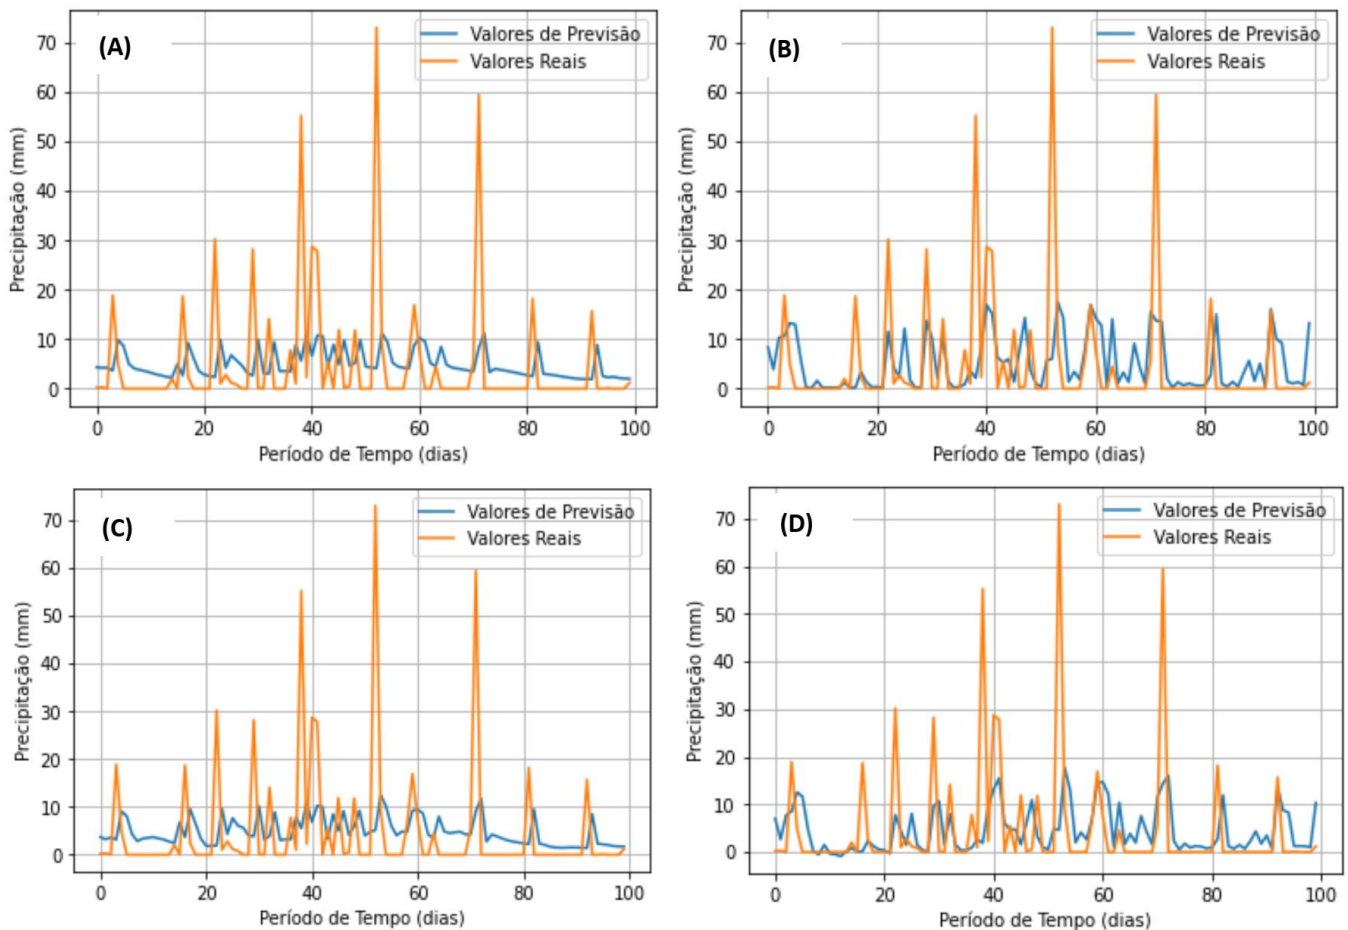 (A)
Valores de Previsão
Valores Reais
Precipitação (mm)
70
60
50
40
30
20
10
0
0 20 40 60 80 100
Período de Tempo (dias)
(B)
Valores de Previsão
Valores Reais
Precipitação (mm)
70
60
50
40
30
20
10
0
0 20 40 60 80 100
Período de Tempo (dias)
(C)
Valores de Previsão
Valores Reais
Precipitação (mm)
70
60
50
40
30
20
10
0
0 20 40 60 80 100
Período de Tempo (dias)
(D)
Valores de Previsão
Valores Reais
Precipitação (mm)
70
60
50
40
30
20
10
0
0 20 40 60 80 100
Período de Tempo (dias)